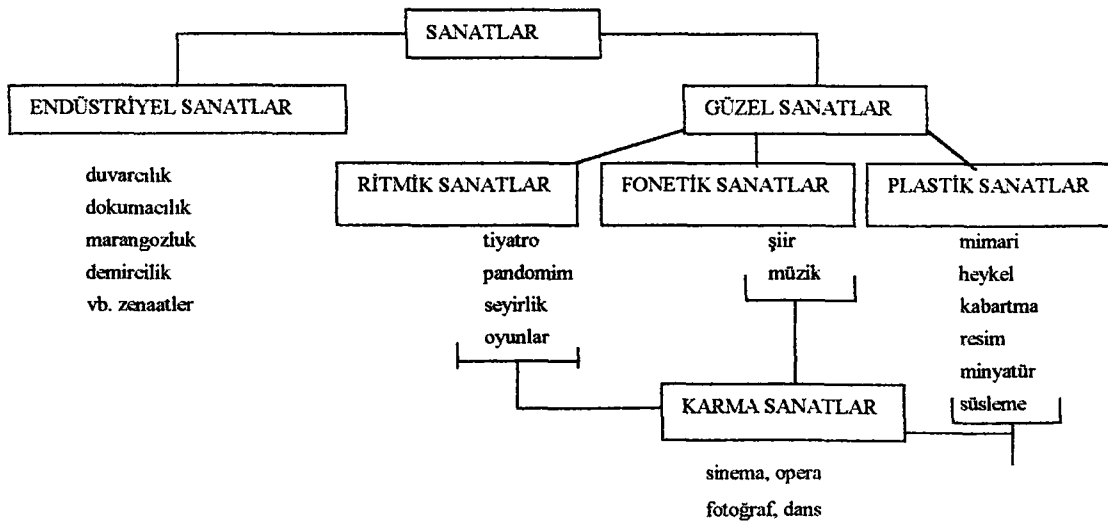 SANATLAR
ENDÜSTRİYEL SANATLAR
duvarcılık
dokumacılık
marangozluk
demircilik
vb. zenaatler
GÜZEL SANATLAR
RİTMİK SANATLAR
tiyatro
pandomim
seyirlik
oyunlar
FONETİK SANATLAR
şiir
müzik
PLASTİK SANATLAR
mimari
heykel
kabartma
resim
minyatür
süsleme
KARMA SANATLAR
sinema, opera
fotoğraf, dans